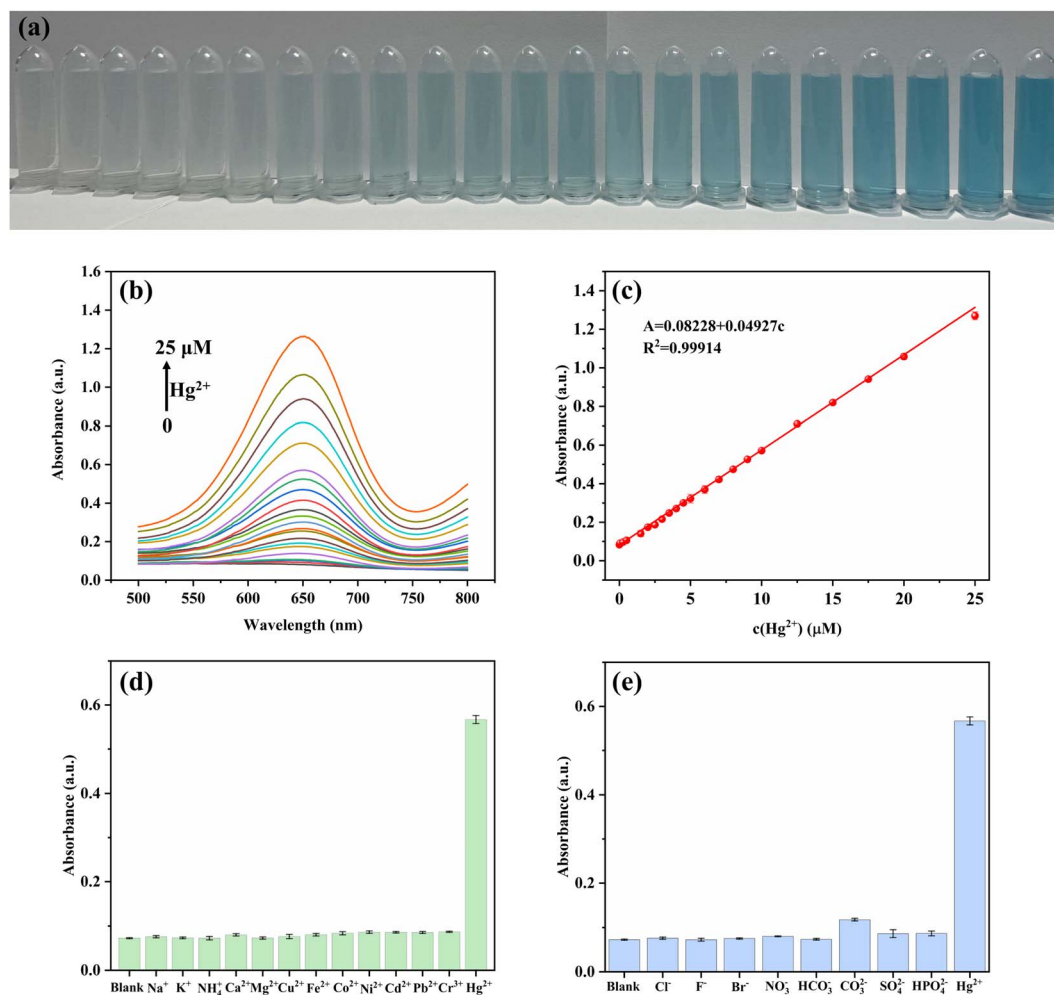 (a)
(b)
1.6
1.4
1.2
1.0
0.8
0.6
0.4
0.2
0.0
Absorbance (a.u.)
25 μM
Hg²⁺
0
500 550 600 650 700 750 800
Wavelength (nm)
(c)
1.4
1.2
1.0
0.8
0.6
0.4
0.2
0.0
Absorbance (a.u.)
A=0.08228+0.04927c
R²=0.99914
0 5 10 15 20 25
c(Hg²⁺) (μM)
(d)
0.6
0.4
0.2
0.0
Absorbance (a.u.)
Blank Na⁺ K⁺ NH₄⁺ Ca²⁺ Mg²⁺ Cu²⁺ Fe²⁺ Co²⁺ Ni²⁺ Cd²⁺ Pb²⁺ Cr³⁺ Hg²⁺
(e)
0.6
0.4
0.2
0.0
Absorbance (a.u.)
Blank Cl⁻ F⁻ Br⁻ NO₃⁻ HCO₃⁻ CO₃²⁻ SO₄²⁻ HPO₄²⁻ Hg²⁺